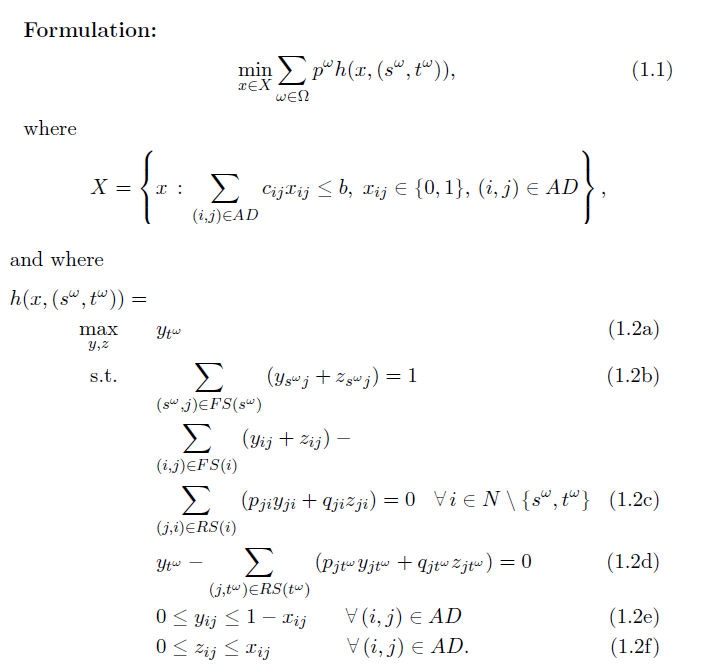 Formulation:
min_{x∈X} ∑_{ω∈Ω} p^ω h(x, (s^ω, t^ω)), (1.1)
where
X = { x : ∑_{(i,j)∈AD} c_{ij} x_{ij} ≤ b, x_{ij} ∈ {0, 1}, (i, j) ∈ AD },
and where
h(x, (s^ω, t^ω)) =
max_{y,z} y_{t^ω} (1.2a)
s.t. ∑_{(s^ω,j)∈FS(s^ω)} (y_{s^ω j} + z_{s^ω j}) = 1 (1.2b)
∑_{(i,j)∈FS(i)} (y_{ij} + z_{ij}) −
∑_{(j,i)∈RS(i)} (p_{ji} y_{ji} + q_{ji} z_{ji}) = 0 ∀ i ∈ N \ {s^ω, t^ω} (1.2c)
y_{t^ω} − ∑_{(j,t^ω)∈RS(t^ω)} (p_{jt^ω} y_{jt^ω} + q_{jt^ω} z_{jt^ω}) = 0 (1.2d)
0 ≤ y_{ij} ≤ 1 − x_{ij} ∀ (i, j) ∈ AD (1.2e)
0 ≤ z_{ij} ≤ x_{ij} ∀ (i, j) ∈ AD. (1.2f)